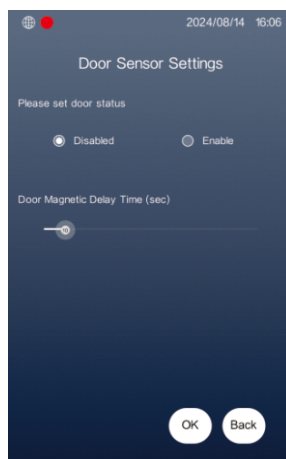 2024/08/14 16:06
Door Sensor Settings
Please set door status
Disabled Enable
Door Magnetic Delay Time (sec)
10
OK Back